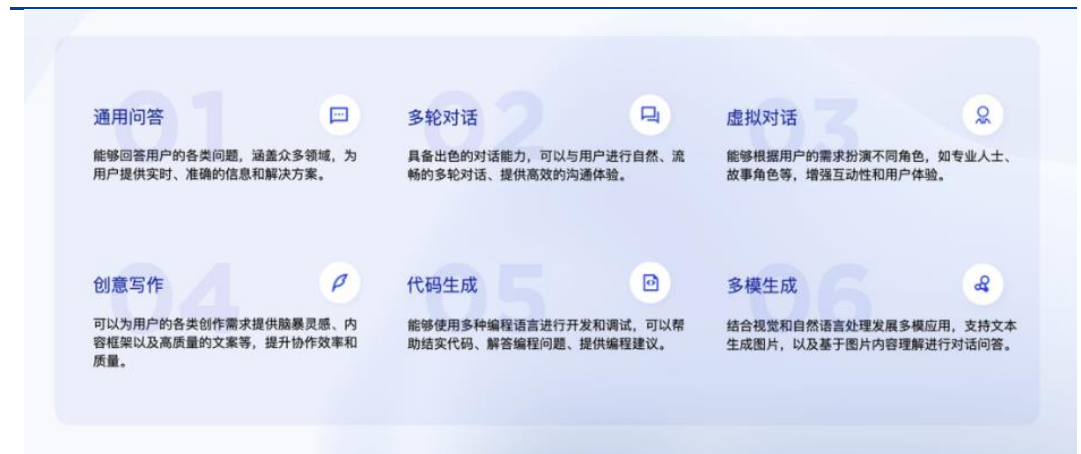 01
通用问答
能够回答用户的各类问题，涵盖众多领域，为
用户提供实时、准确的信息和解决方案。
02
多轮对话
具备出色的对话能力，可以与用户进行自然、流
畅的多轮对话、提供高效的沟通体验。
03
虚拟对话
能够根据用户的需求扮演不同角色，如专业人士、
故事角色等，增强互动性和用户体验。
04
创意写作
可以为用户的各类创作需求提供脑暴灵感、内
容框架以及高质量的文案等，提升协作效率和
质量。
05
代码生成
能够使用多种编程语言进行开发和调试，可以帮
助结实代码、解答编程问题、提供编程建议。
06
多模生成
结合视觉和自然语言处理发展多模应用，支持文本
生成图片，以及基于图片内容理解进行对话问答。